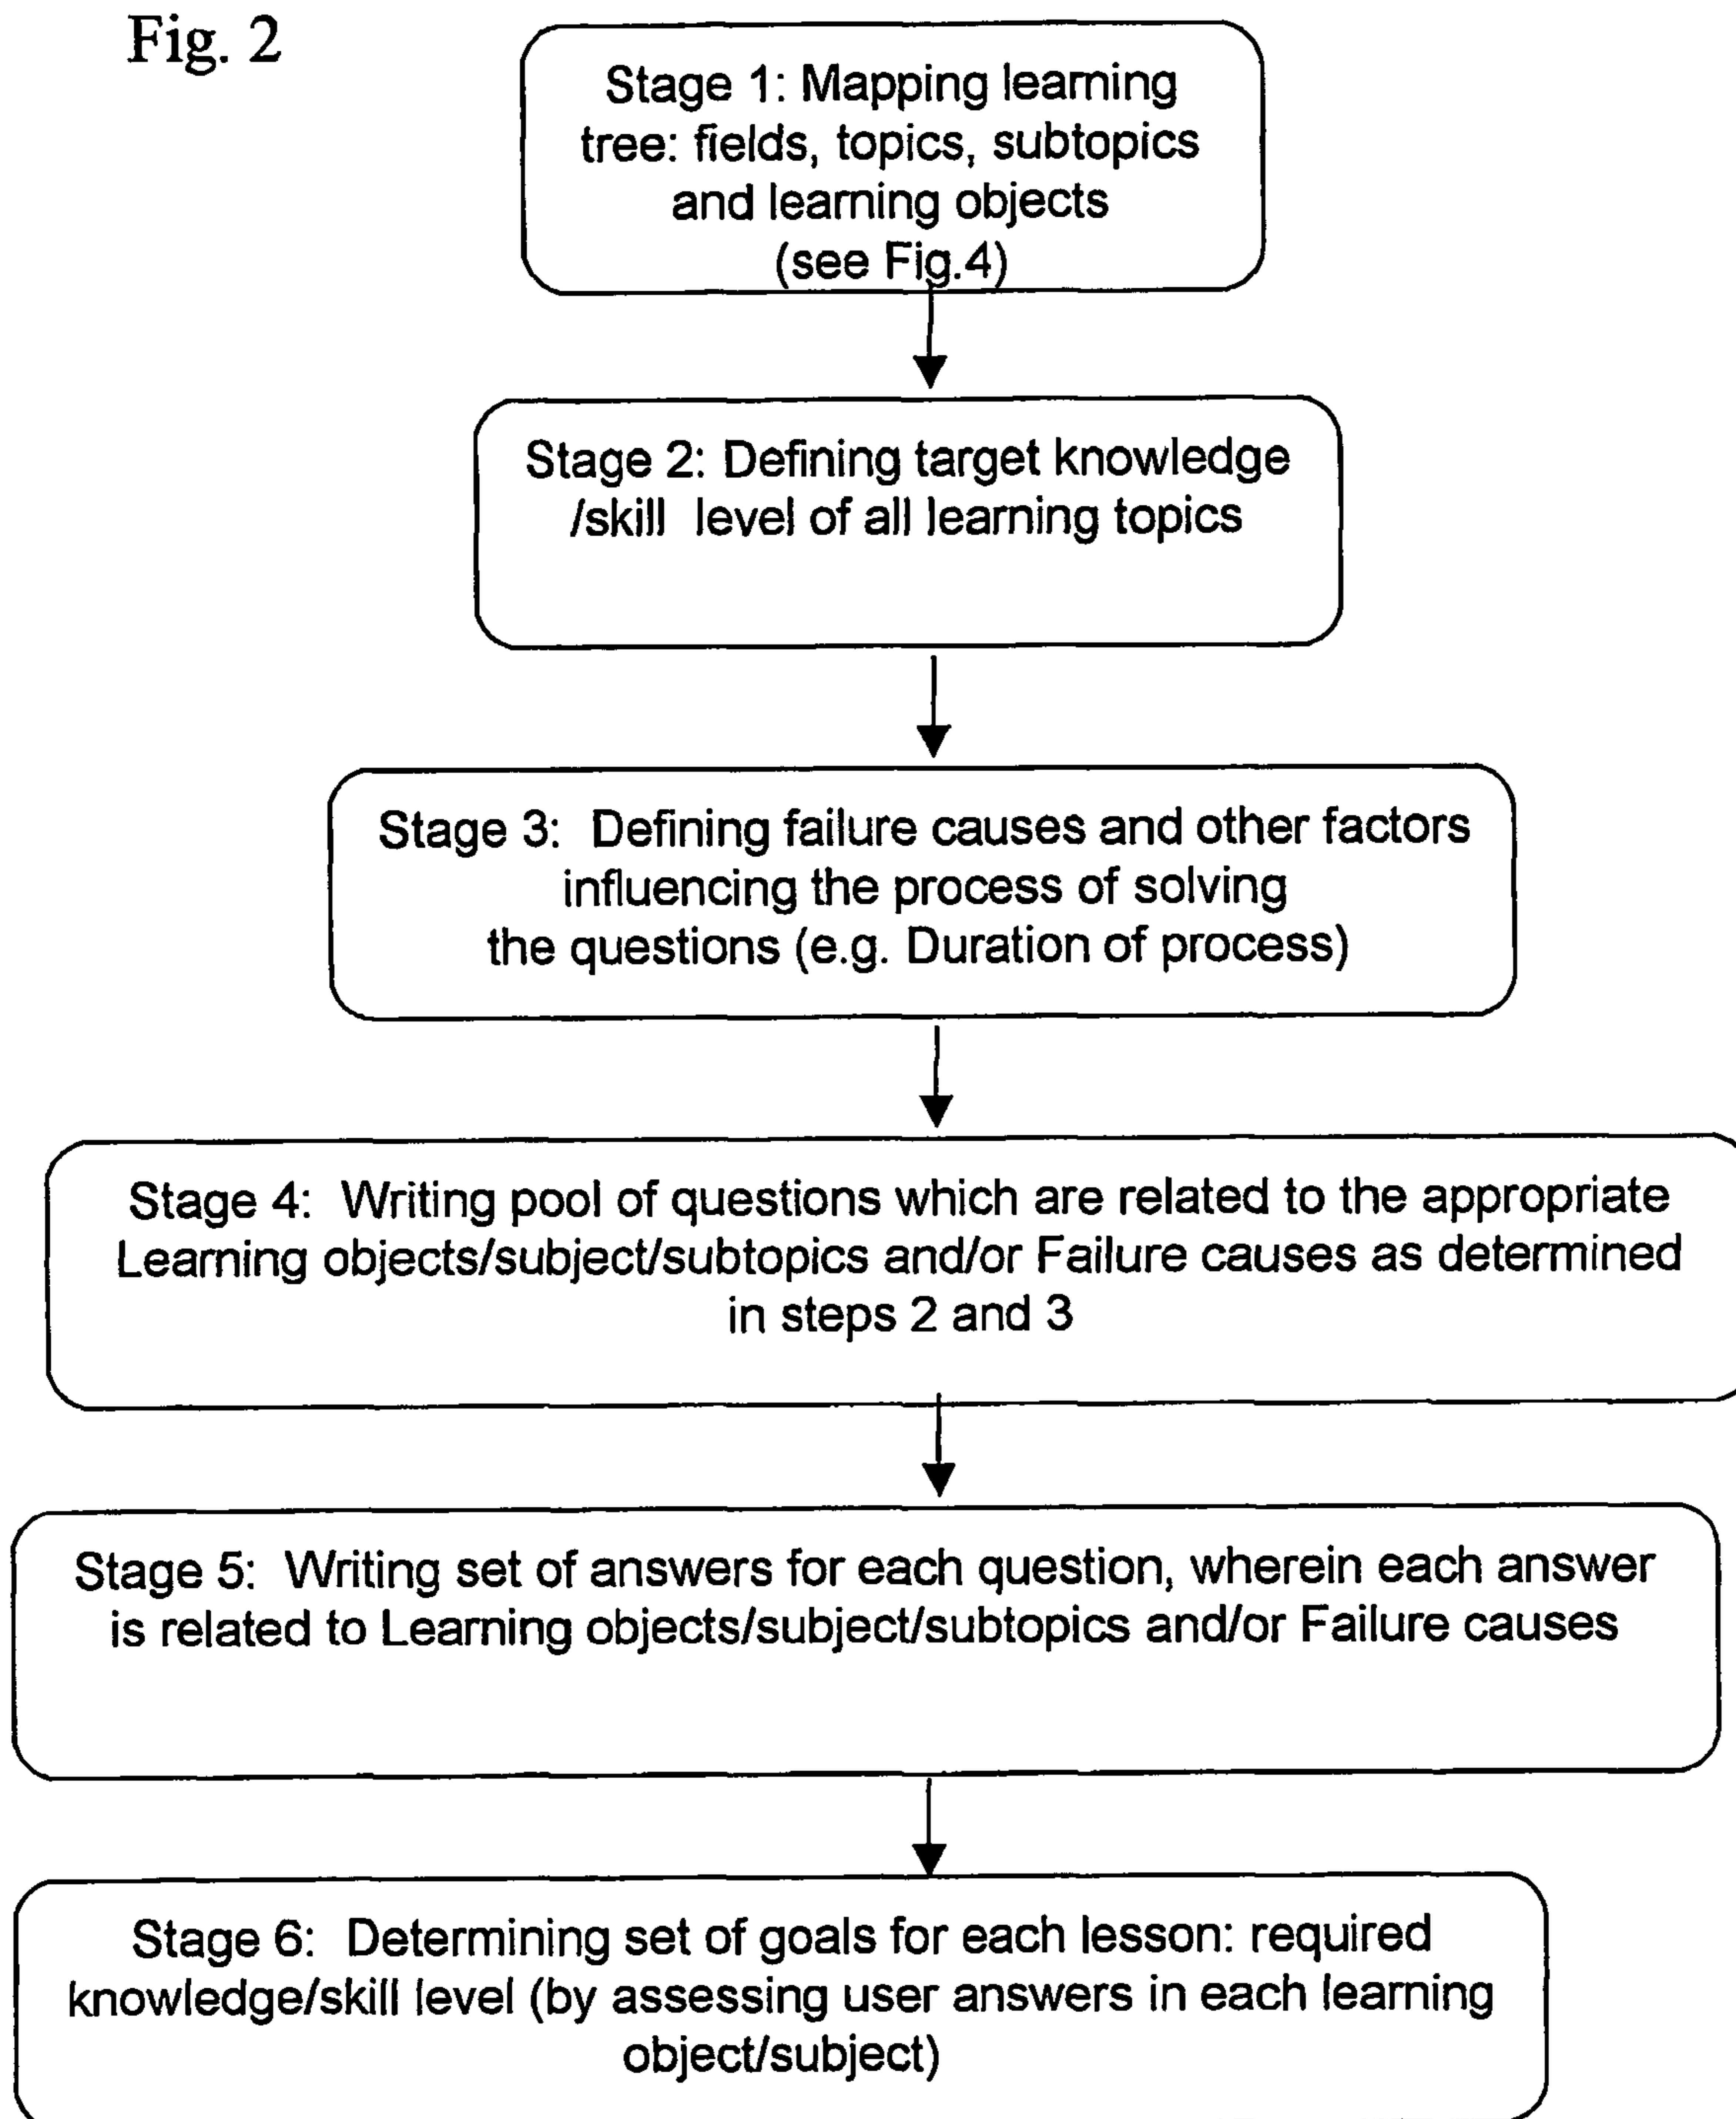 Fig. 2
Stage 1: Mapping learning
tree: fields, topics, subtopics
and learning objects
(see Fig.4)
Stage 2: Defining target knowledge
/skill level of all learning topics
Stage 3: Defining failure causes and other factors
influencing the process of solving
the questions (e.g. Duration of process)
Stage 4: Writing pool of questions which are related to the appropriate
Learning objects/subject/subtopics and/or Failure causes as determined
in steps 2 and 3
Stage 5: Writing set of answers for each question, wherein each answer
is related to Learning objects/subject/subtopics and/or Failure causes
Stage 6: Determining set of goals for each lesson: required
knowledge/skill level (by assessing user answers in each learning
object/subject)